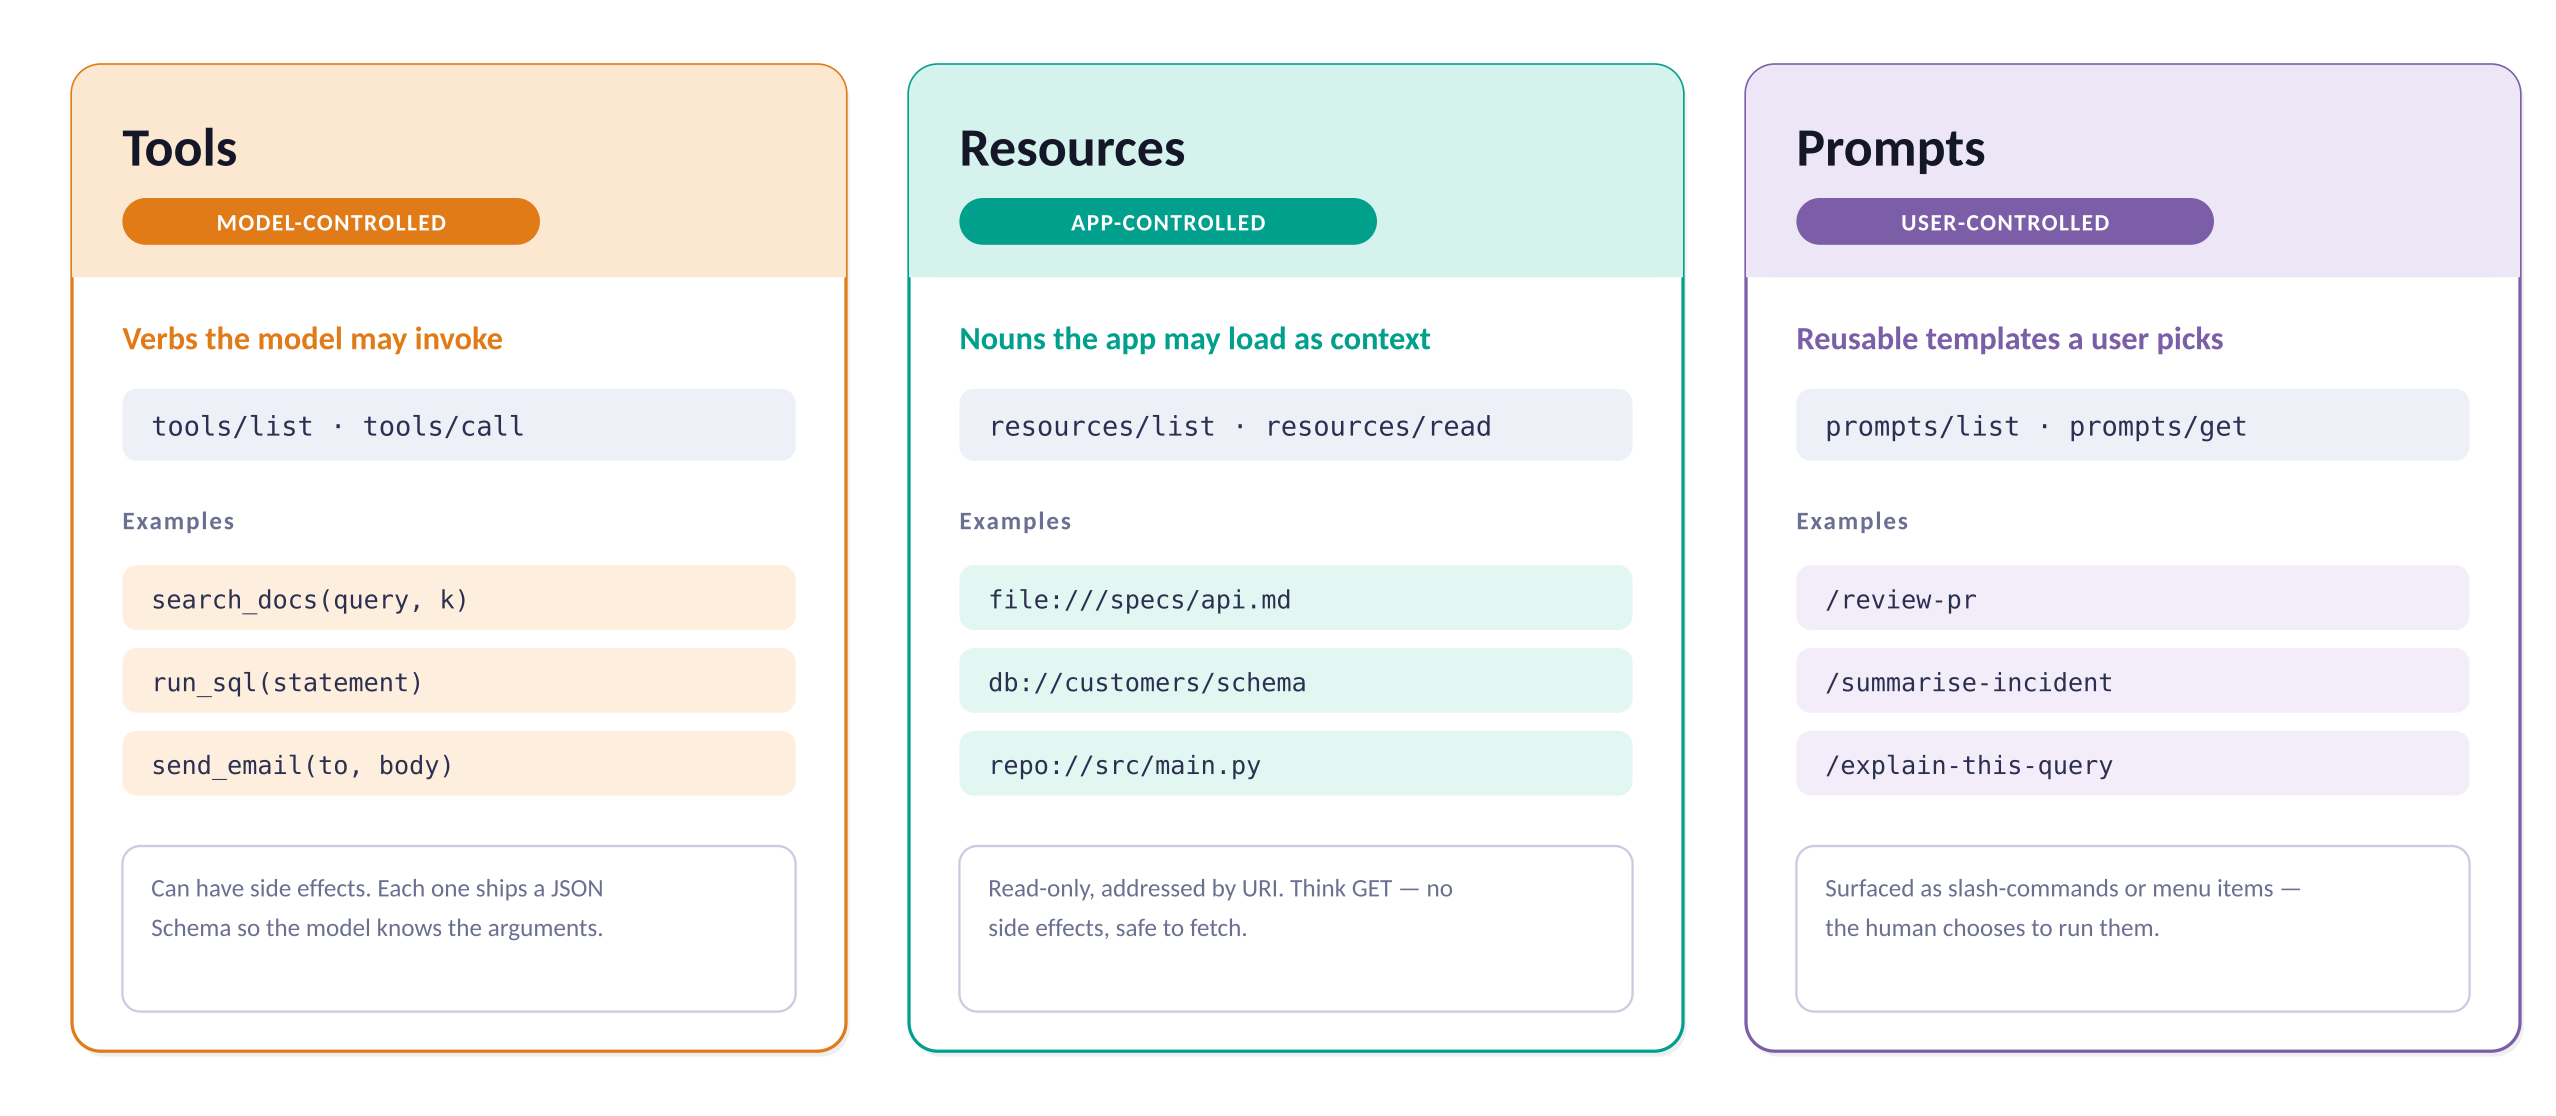 Tools
MODEL-CONTROLLED
Verbs the model may invoke
tools/list · tools/call
Examples
search_docs(query, k)
run_sql(statement)
send_email(to, body)
Can have side effects. Each one ships a JSON
Schema so the model knows the arguments.
Resources
APP-CONTROLLED
Nouns the app may load as context
resources/list · resources/read
Examples
file:///specs/api.md
db://customers/schema
repo://src/main.py
Read-only, addressed by URI. Think GET — no
side effects, safe to fetch.
Prompts
USER-CONTROLLED
Reusable templates a user picks
prompts/list · prompts/get
Examples
/review-pr
/summarise-incident
/explain-this-query
Surfaced as slash-commands or menu items —
the human chooses to run them.